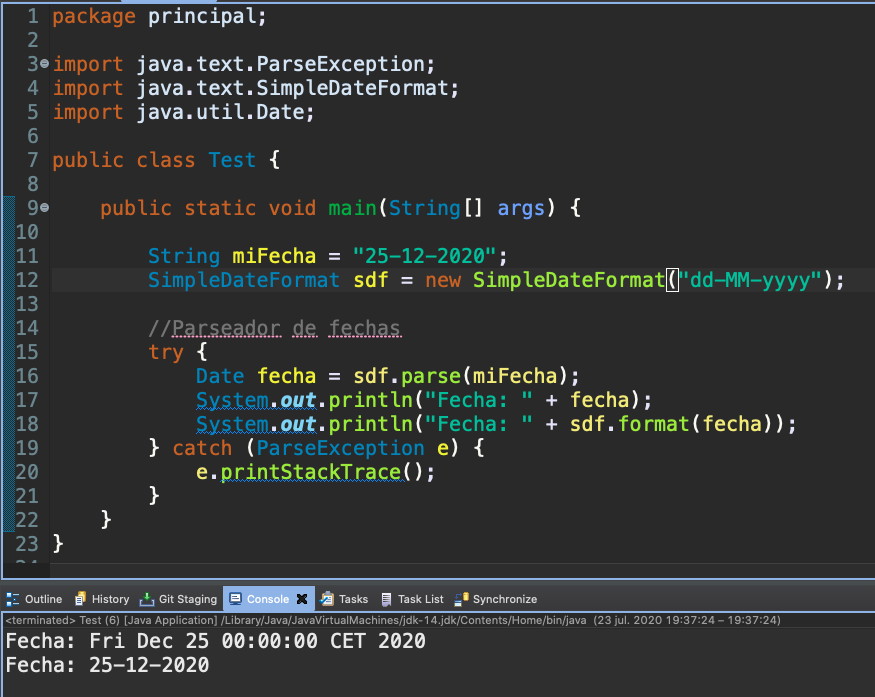 1 package principal;
2
3 import java.text.ParseException;
4 import java.text.SimpleDateFormat;
5 import java.util.Date;
6
7 public class Test {
8
9     public static void main(String[] args) {
10
11         String miFecha = "25-12-2020";
12         SimpleDateFormat sdf = new SimpleDateFormat("dd-MM-yyyy");
13
14         //Parseador de fechas
15         try {
16             Date fecha = sdf.parse(miFecha);
17             System.out.println("Fecha: " + fecha);
18             System.out.println("Fecha: " + sdf.format(fecha));
19         } catch (ParseException e) {
20             e.printStackTrace();
21         }
22     }
23 }
24
Outline History Git Staging Console Tasks Task List Synchronize
<terminated> Test (6) [Java Application] /Library/Java/JavaVirtualMachines/jdk-14.jdk/Contents/Home/bin/java (23 jul. 2020 19:37:24 – 19:37:24)
Fecha: Fri Dec 25 00:00:00 CET 2020
Fecha: 25-12-2020